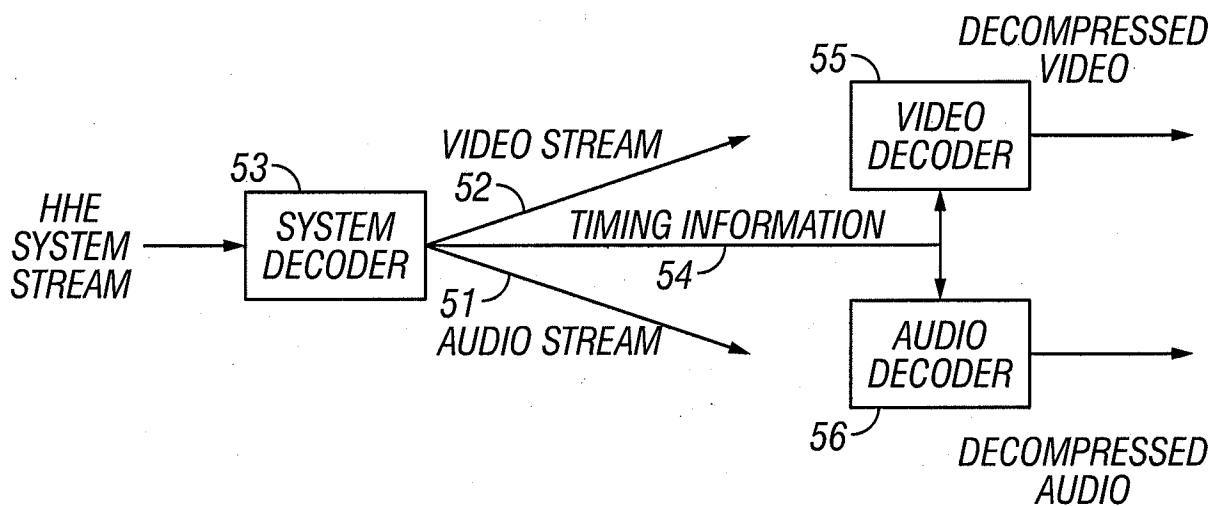 HHE
SYSTEM
STREAM
53
SYSTEM
DECODER
VIDEO STREAM
52
TIMING INFORMATION
54
51
AUDIO STREAM
55
VIDEO
DECODER
DECOMPRESSED
VIDEO
AUDIO
DECODER
56
DECOMPRESSED
AUDIO